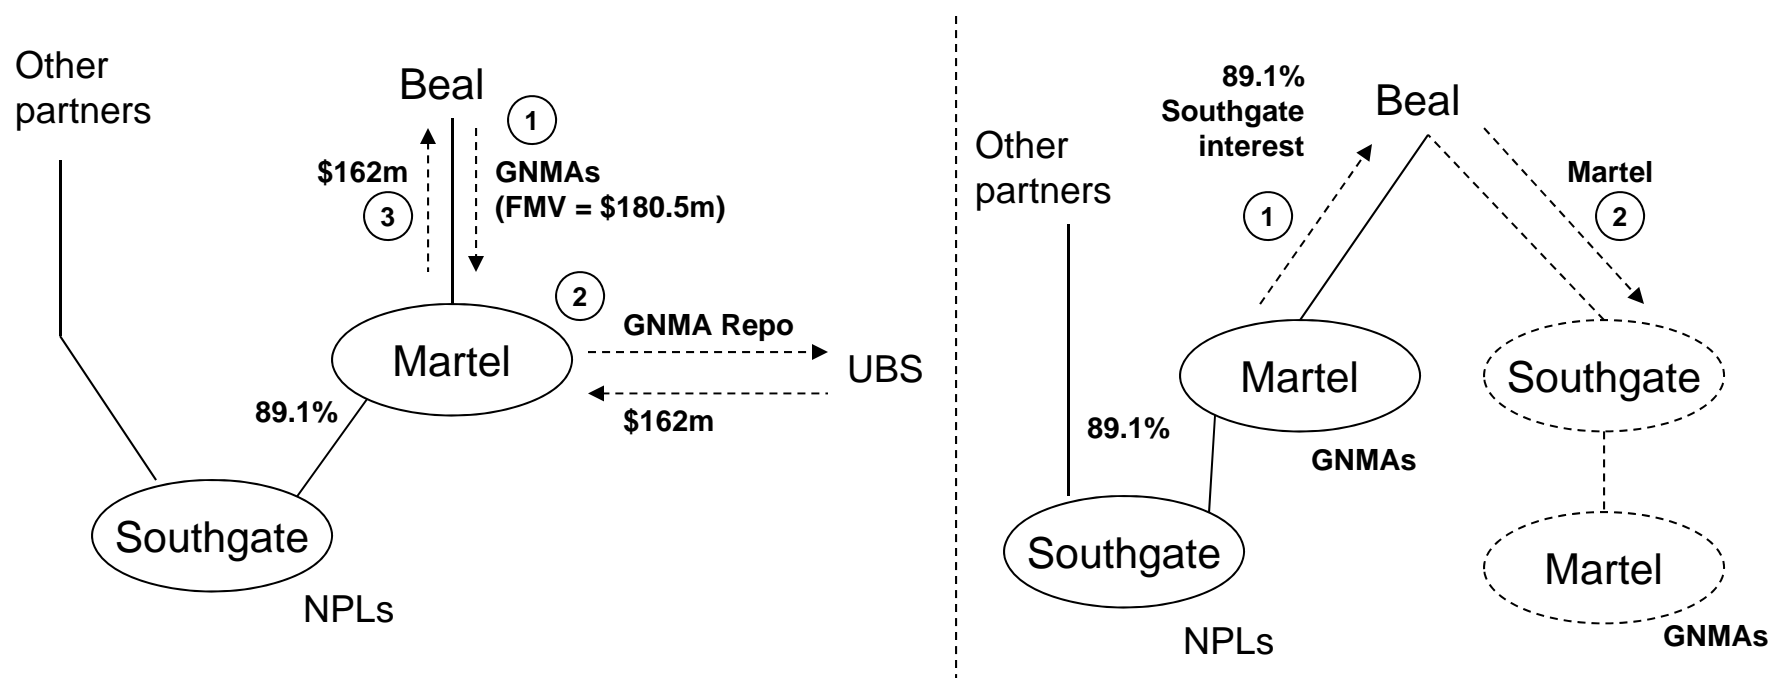 Other
partners
Beal
1
$162m
3
GNMAs
(FMV = $180.5m)
2
GNMA Repo
Martel
UBS
$162m
89.1%
Southgate
NPLs
89.1%
Southgate
interest
Beal
Other
partners
1
Martel
2
Martel
Southgate
89.1%
GNMAs
Southgate
Martel
NPLs
GNMAs